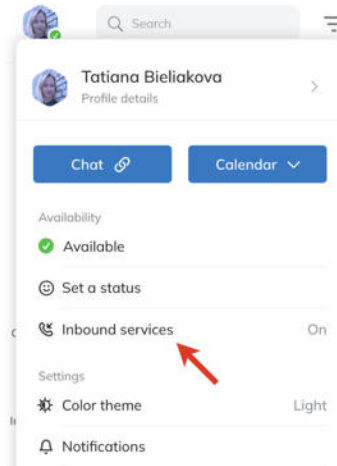 Search
Tatiana Bieliakova
Profile details
Chat
Calendar
Availability
Available
Set a status
Inbound services On
Settings
Color theme Light
Notifications